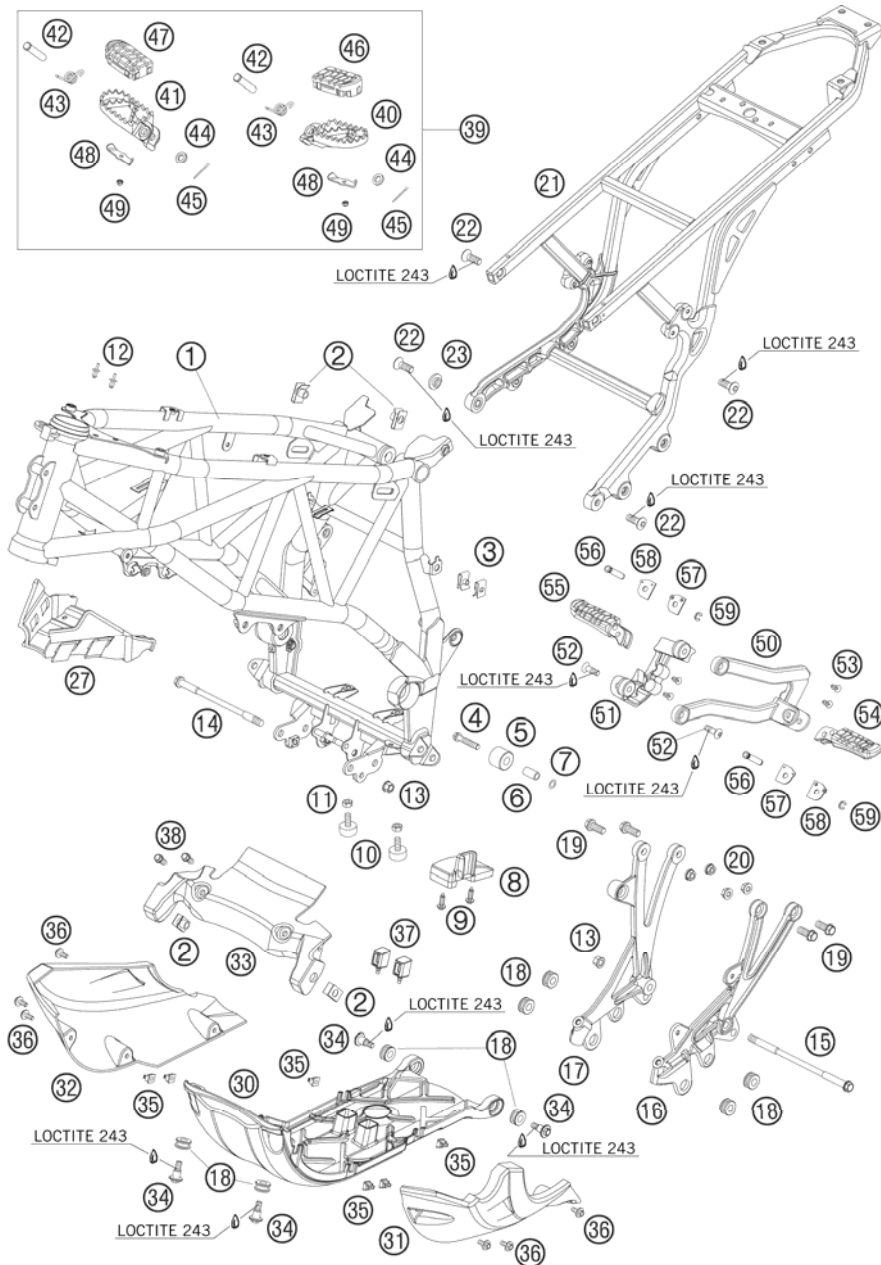 42 47 42 46
43 41 43 40
39
44 44
48 48
49 45 49 45
21
22
LOCTITE 243
12 1 2 22 23
LOCTITE 243
22
LOCTITE 243
LOCTITE 243
22
3
56 58 57
55 59
50
27
52
53
LOCTITE 243
51
54
14
4 5
52
7
6
56
LOCTITE 243
57 58 59
11 13
10
19
38
8
20
9
37
36 2 33
13
19
18
2
LOCTITE 243
36
34
15
32
35 30 35
18
17
16 18
34
LOCTITE 243
LOCTITE 243
18
35
34
35
36
LOCTITE 243
34
31
36